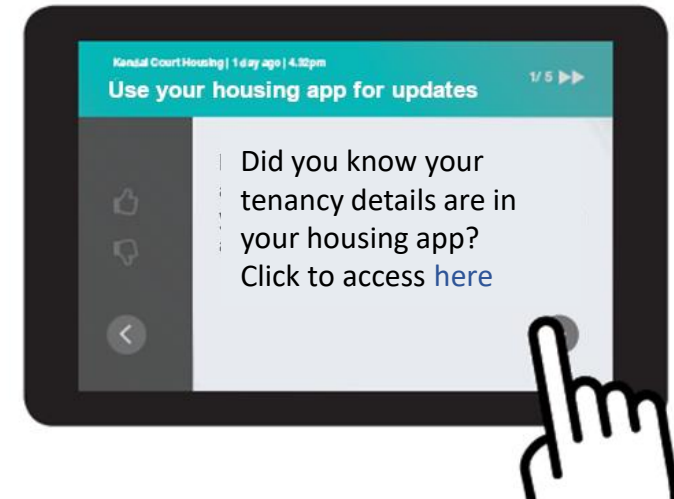 Kendal Court Housing | 1 day ago | 4.32pm
Use your housing app for updates
1/5
Did you know your
tenancy details are in
your housing app?
Click to access here